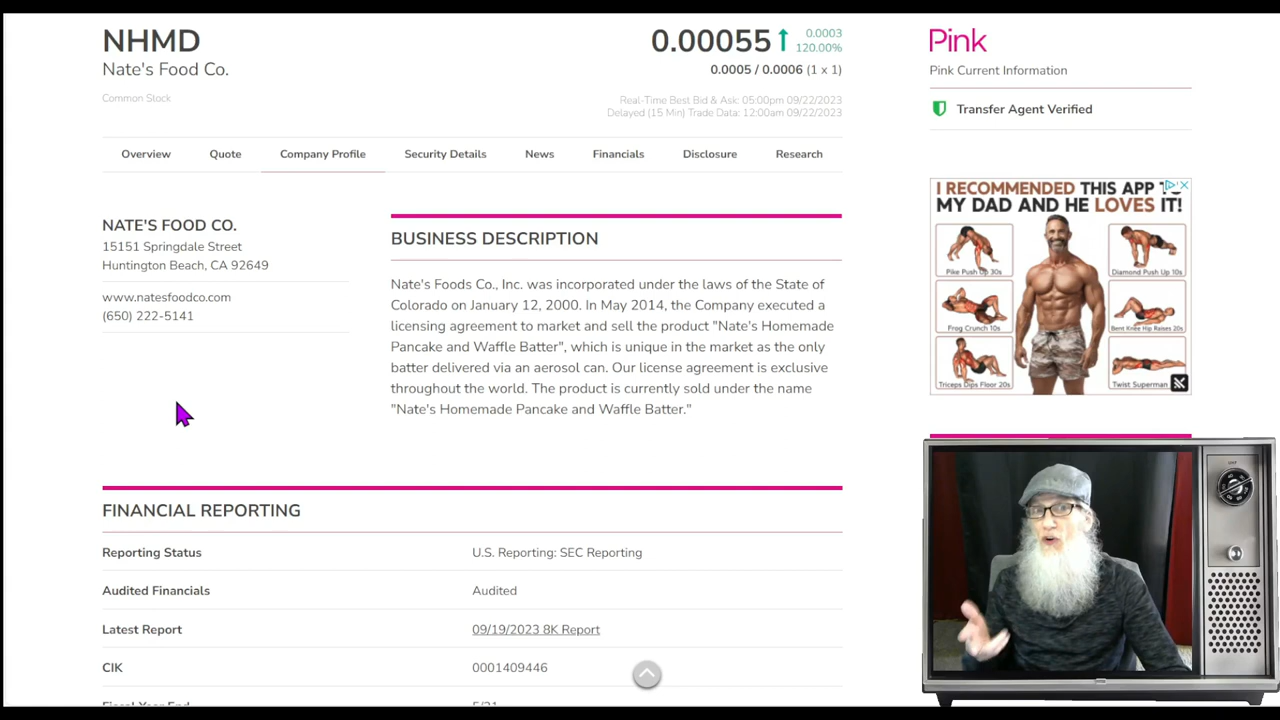 NHMD
Nate's Food Co.
Common Stock
0.00055
0.0003
120.00%
0.0005 / 0.0006 (1 x 1)
Real-Time Best Bid & Ask: 05:00pm 09/22/2023
Delayed (15 Min) Trade Data: 12:00am 09/22/2023
Pink
Pink Current Information
Transfer Agent Verified
Overview Quote Company Profile Security Details News Financials Disclosure Research
NATE'S FOOD CO.
15151 Springdale Street
Huntington Beach, CA 92649
www.natesfoodco.com
(650) 222-5141
BUSINESS DESCRIPTION
Nate's Foods Co., Inc. was incorporated under the laws of the State of
Colorado on January 12, 2000. In May 2014, the Company executed a
licensing agreement to market and sell the product "Nate's Homemade
Pancake and Waffle Batter", which is unique in the market as the only
batter delivered via an aerosol can. Our license agreement is exclusive
throughout the world. The product is currently sold under the name
"Nate's Homemade Pancake and Waffle Batter."
I RECOMMENDED THIS APP TO
MY DAD AND HE LOVES IT!
Pike Push Up 30s
Diamond Push Up 10s
Frog Crunch 10s
Bent Knee Hip Raises 20s
Triceps Dips Floor 20s
Twist Superman
FINANCIAL REPORTING
Reporting Status U.S. Reporting: SEC Reporting
Audited Financials Audited
Latest Report 09/19/2023 8K Report
CIK 0001409446
Fiscal Year End 5/31